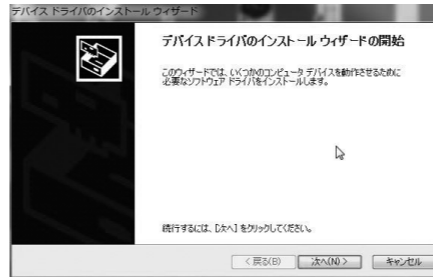 デバイス ドライバのインストール ウィザード
デバイス ドライバのインストール ウィザードの開始
このウィザードでは、いくつかのコンピュータ デバイスを動作させるために
必要なソフトウェア ドライバをインストールします。
続行するには、[次へ] をクリックしてください。
< 戻る(B)
次へ(N) >
キャンセル